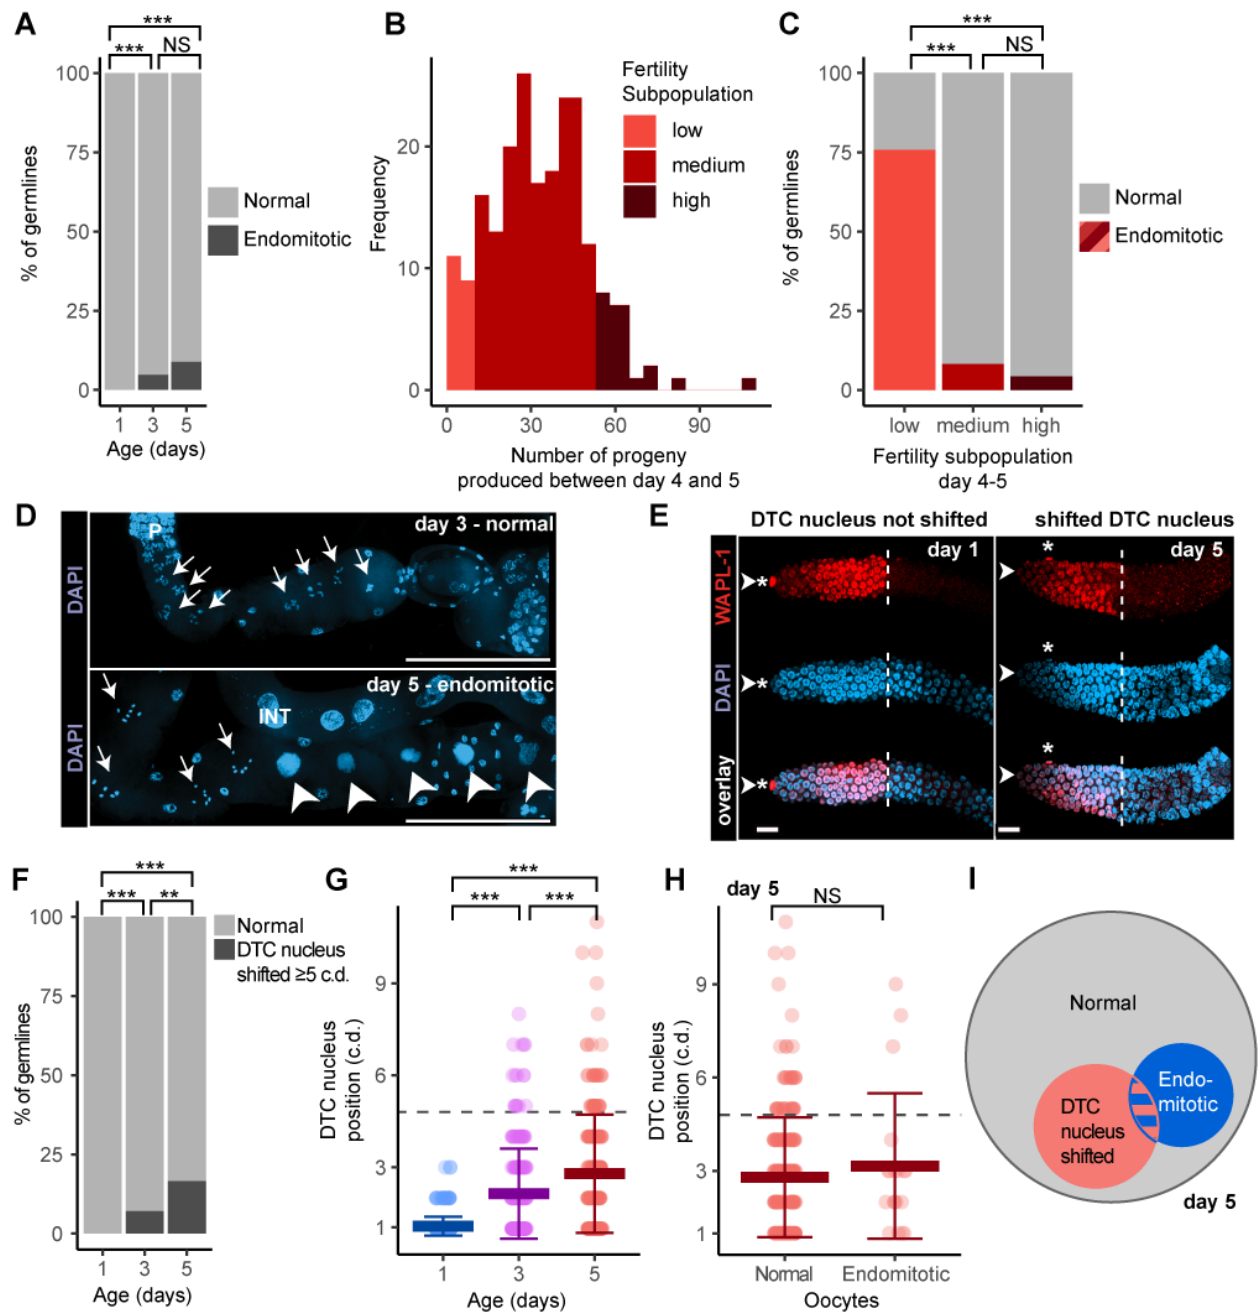 A
***
***
NS
100
75
50
25
0
% of germlines
1 3 5
Age (days)
Normal
Endomitotic
B
Fertility
Subpopulation
low
medium
high
Frequency
20
10
0
0 30 60 90
Number of progeny
produced between day 4 and 5
C
***
***
NS
100
75
50
25
0
% of germlines
low medium high
Fertility subpopulation
day 4-5
Normal
Endomitotic
D
DAPI
P
day 3 - normal
DAPI
INT
day 5 - endomitotic
E
DTC nucleus not shifted
shifted DTC nucleus
WAPL-1
day 1
day 5
*
*
DAPI
*
*
overlay
*
*
F
***
***
**
100
75
50
25
0
% of germlines
1 3 5
Age (days)
Normal
DTC nucleus
shifted ≥5 c.d.
G
***
***
***
9
6
3
1
DTC nucleus
position (c.d.)
1 3 5
Age (days)
H
day 5
NS
9
6
3
1
DTC nucleus
position (c.d.)
Normal Endomitotic
Oocytes
I
Normal
Endo-
mitotic
DTC
nucleus
shifted
day 5